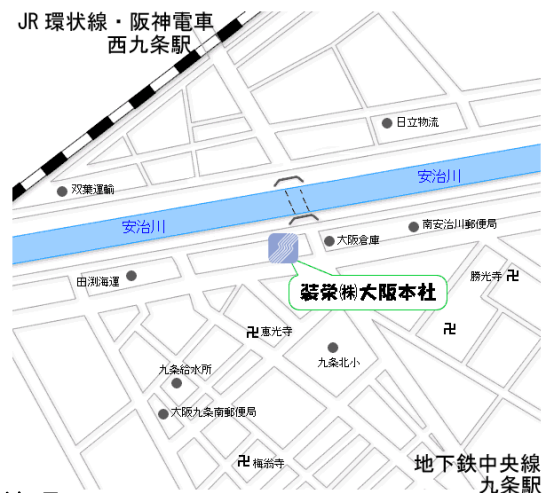 JR環状線・阪神電車
西九条駅
日立物流
双葉運輸
安治川
安治川
南安治川郵便局
大阪倉庫
田渕海運
勝光寺
装栄㈱大阪本社
恵光寺
九条北小
九条給水所
大阪九条南郵便局
梅翁寺
地下鉄中央線
九条駅